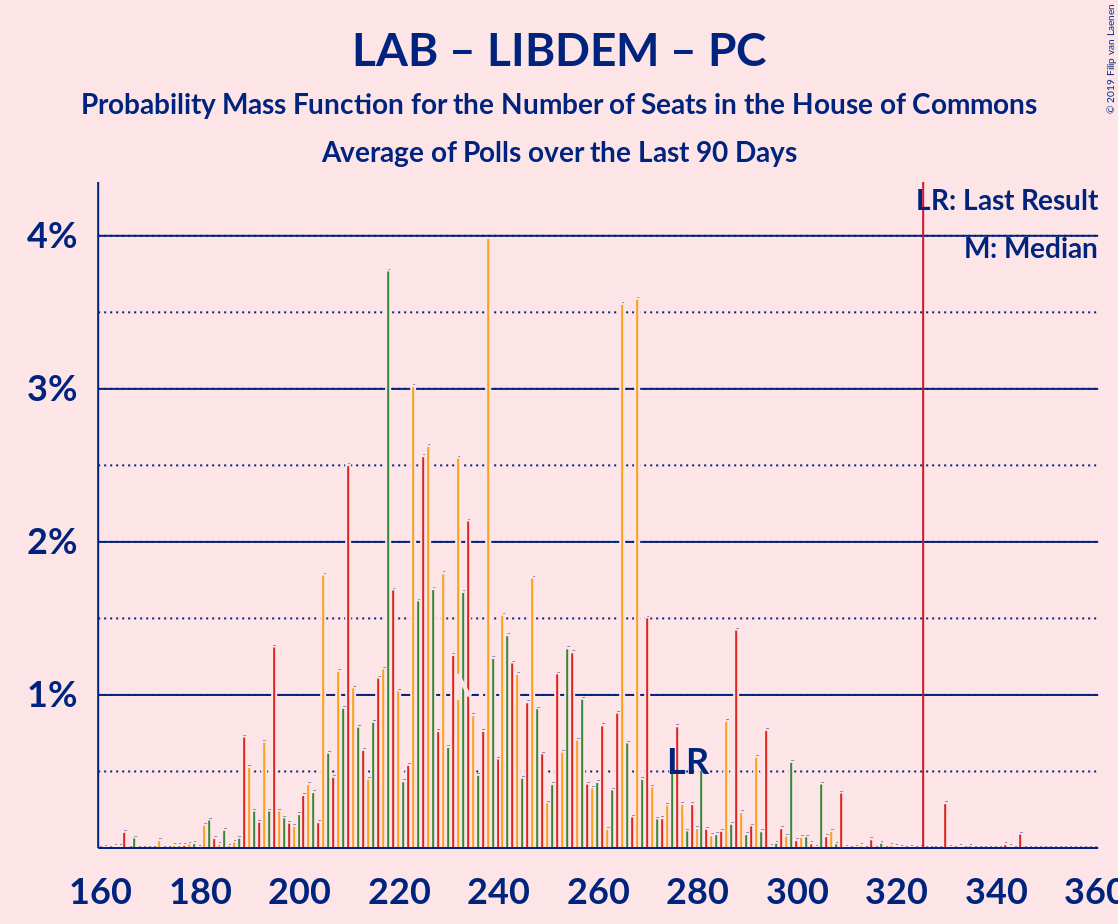 LAB – LIBDEM – PC
Probability Mass Function for the Number of Seats in the House of Commons
Average of Polls over the Last 90 Days
© 2019 Filip van Laenen
LR: Last Result
M: Median
4%
3%
2%
1%
LR
160 180 200 220 240 260 280 300 320 340 360